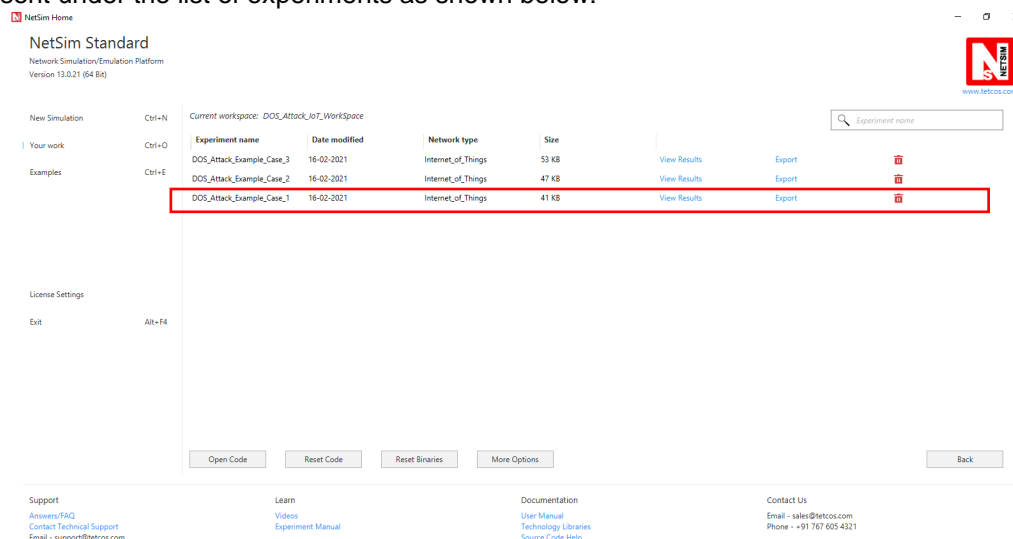 sent under the list of experiments as shown below.
NetSim Home
NetSim Standard
Network Simulation/Emulation Platform
Version 13.0.21 (64 Bit)
NETSIM
www.tetcos.com
New Simulation Ctrl+N
Your work Ctrl+O
Examples Ctrl+E
License Settings
Exit Alt+F4
Current workspace: DOS_Attack_IoT_WorkSpace
Experiment name
Experiment name Date modified Network type Size
DOS_Attack_Example_Case_3 16-02-2021 Internet_of_Things 53 KB View Results Export
DOS_Attack_Example_Case_2 16-02-2021 Internet_of_Things 47 KB View Results Export
DOS_Attack_Example_Case_1 16-02-2021 Internet_of_Things 41 KB View Results Export
Open Code Reset Code Reset Binaries More Options Back
Support
Answers/FAQ
Contact Technical Support
Email - support@tetcos.com
Learn
Videos
Experiment Manual
Documentation
User Manual
Technology Libraries
Source Code Help
Contact Us
Email - sales@tetcos.com
Phone - +91 767 605 4321